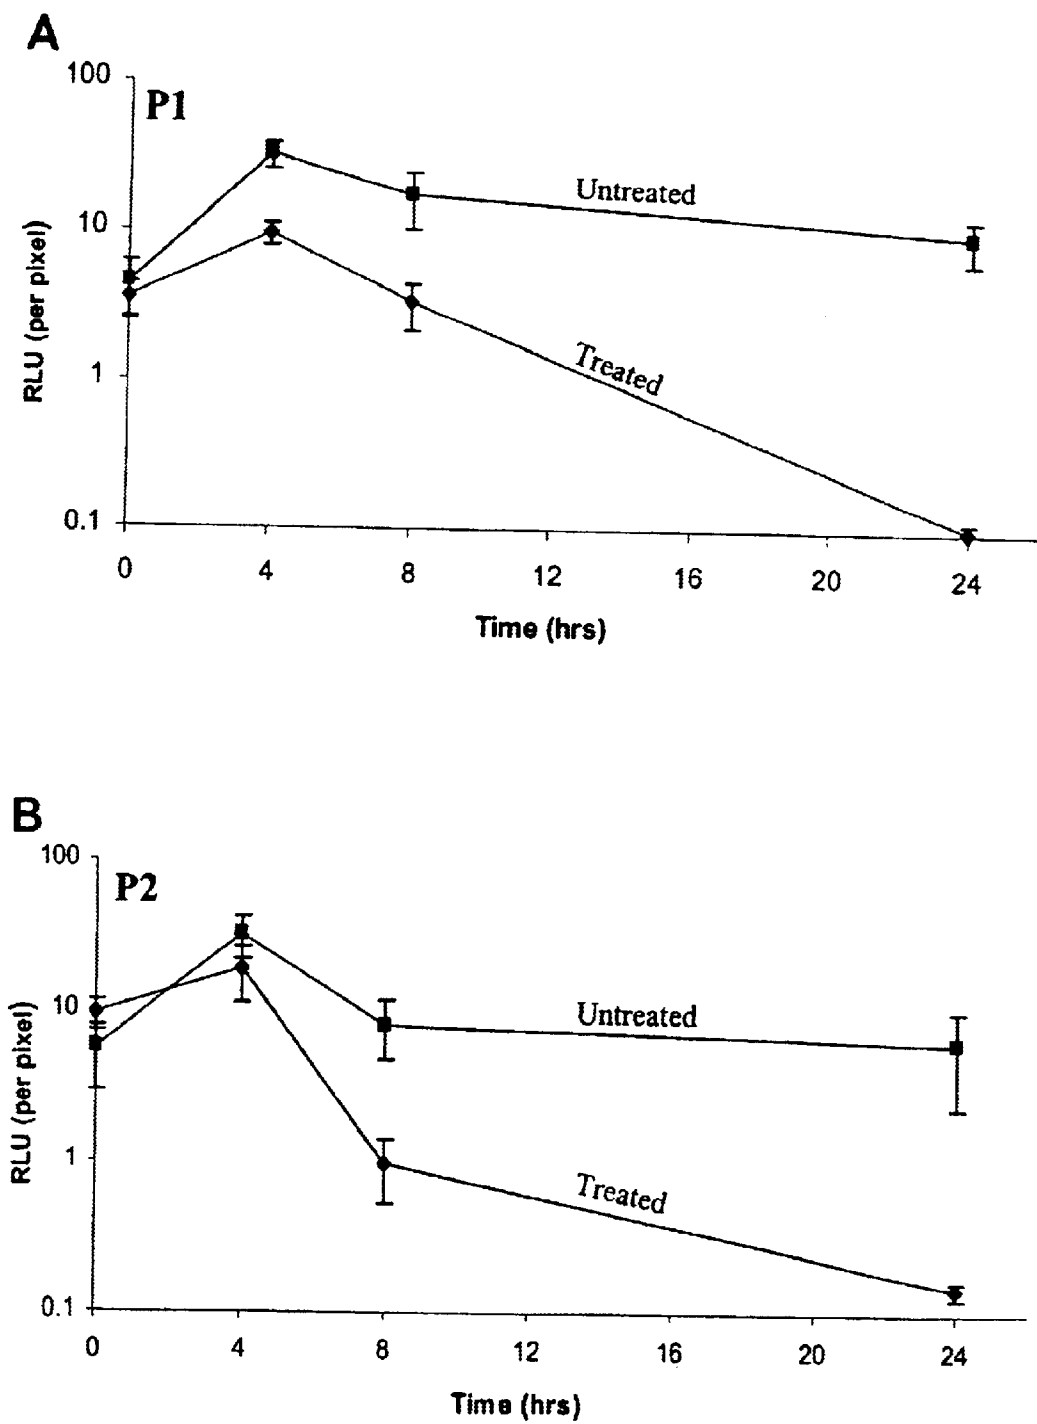 A
100
P1
Untreated
10
RLU (per pixel)
1
Treated
0.1
0 4 8 12 16 20 24
Time (hrs)
B
100
P2
10
Untreated
RLU (per pixel)
1
Treated
0.1
0 4 8 12 16 20 24
Time (hrs)